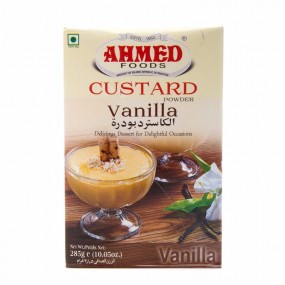 AHMED
FOODS
CUSTARD
POWDER
Vanilla
الكاسترد بودرة
Delicious Dessert for Delightful Occasions
Net Wt./Poids Net:
285g e (10.05oz.)
Vanilla